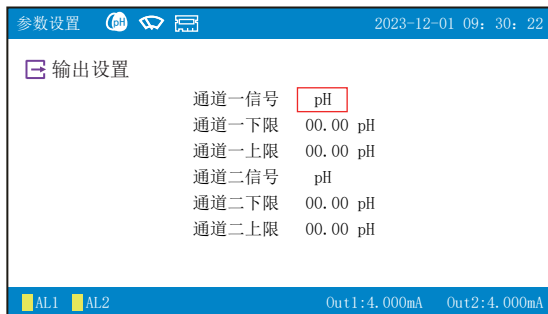 参数设置 pH 2023-12-01 09: 30: 22
输出设置
通道一信号 pH
通道一下限 00.00 pH
通道一上限 00.00 pH
通道二信号 pH
通道二下限 00.00 pH
通道二上限 00.00 pH
AL1 AL2 Out1:4.000mA Out2:4.000mA